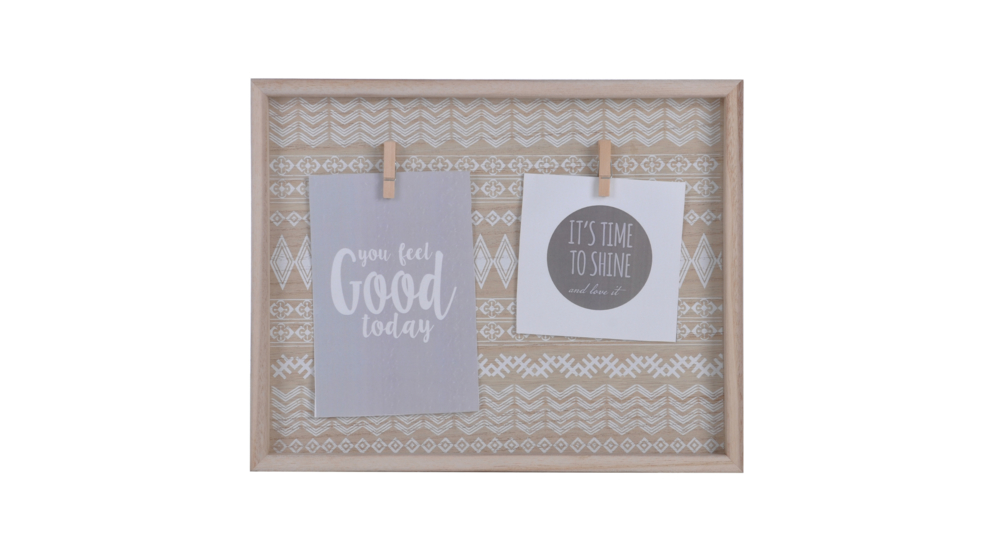 you feel
Good
today
IT'S TIME
TO SHINE
and love it